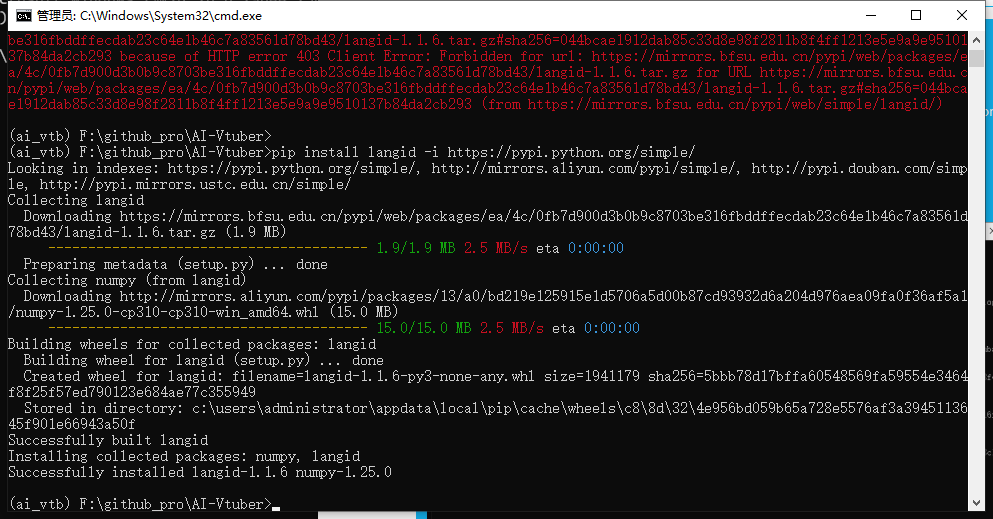 管理员: C:\Windows\System32\cmd.exe
be316fbddffecdab23c64e1b46c7a83561d78bd43/langid-1.1.6.tar.gz#sha256=044bcae1912dab85c33d8e98f2811b8f4ff1213e5e9a9e95101
37b84da2cb293 because of HTTP error 403 Client Error: Forbidden for url: https://mirrors.bfsu.edu.cn/pypi/web/packages/e
a/4c/0fb7d900d3b0b9c8703be316fbddffecdab23c64e1b46c7a83561d78bd43/langid-1.1.6.tar.gz for URL https://mirrors.bfsu.edu.c
n/pypi/web/packages/ea/4c/0fb7d900d3b0b9c8703be316fbddffecdab23c64e1b46c7a83561d78bd43/langid-1.1.6.tar.gz#sha256=044bca
e1912dab85c33d8e98f2811b8f4ff1213e5e9a9e9510137b84da2cb293 (from https://mirrors.bfsu.edu.cn/pypi/web/simple/langid/)
(ai_vtb) F:\github_pro\AI-Vtuber>
(ai_vtb) F:\github_pro\AI-Vtuber>pip install langid -i https://pypi.python.org/simple/
Looking in indexes: https://pypi.python.org/simple/, http://mirrors.aliyun.com/pypi/simple/, http://pypi.douban.com/simp
le, http://pypi.mirrors.ustc.edu.cn/simple/
Collecting langid
Downloading https://mirrors.bfsu.edu.cn/pypi/web/packages/ea/4c/0fb7d900d3b0b9c8703be316fbddffecdab23c64e1b46c7a83561d
78bd43/langid-1.1.6.tar.gz (1.9 MB)
---------------------------------------- 1.9/1.9 MB 2.5 MB/s eta 0:00:00
Preparing metadata (setup.py) ... done
Collecting numpy (from langid)
Downloading http://mirrors.aliyun.com/pypi/packages/13/a0/bd219e125915e1d5706a5d00b87cd93932d6a204d976aea09fa0f36af5a1
/numpy-1.25.0-cp310-cp310-win_amd64.whl (15.0 MB)
---------------------------------------- 15.0/15.0 MB 2.5 MB/s eta 0:00:00
Building wheels for collected packages: langid
Building wheel for langid (setup.py) ... done
Created wheel for langid: filename=langid-1.1.6-py3-none-any.whl size=1941179 sha256=5bbb78d17bffa60548569fa59554e3464
f8f25f57ed790123e684ae77c355949
Stored in directory: c:\users\administrator\appdata\local\pip\cache\wheels\c8\8d\32\4e956bd059b65a728e5576af3a39451136
45f901e66943a50f
Successfully built langid
Installing collected packages: numpy, langid
Successfully installed langid-1.1.6 numpy-1.25.0
(ai_vtb) F:\github_pro\AI-Vtuber>